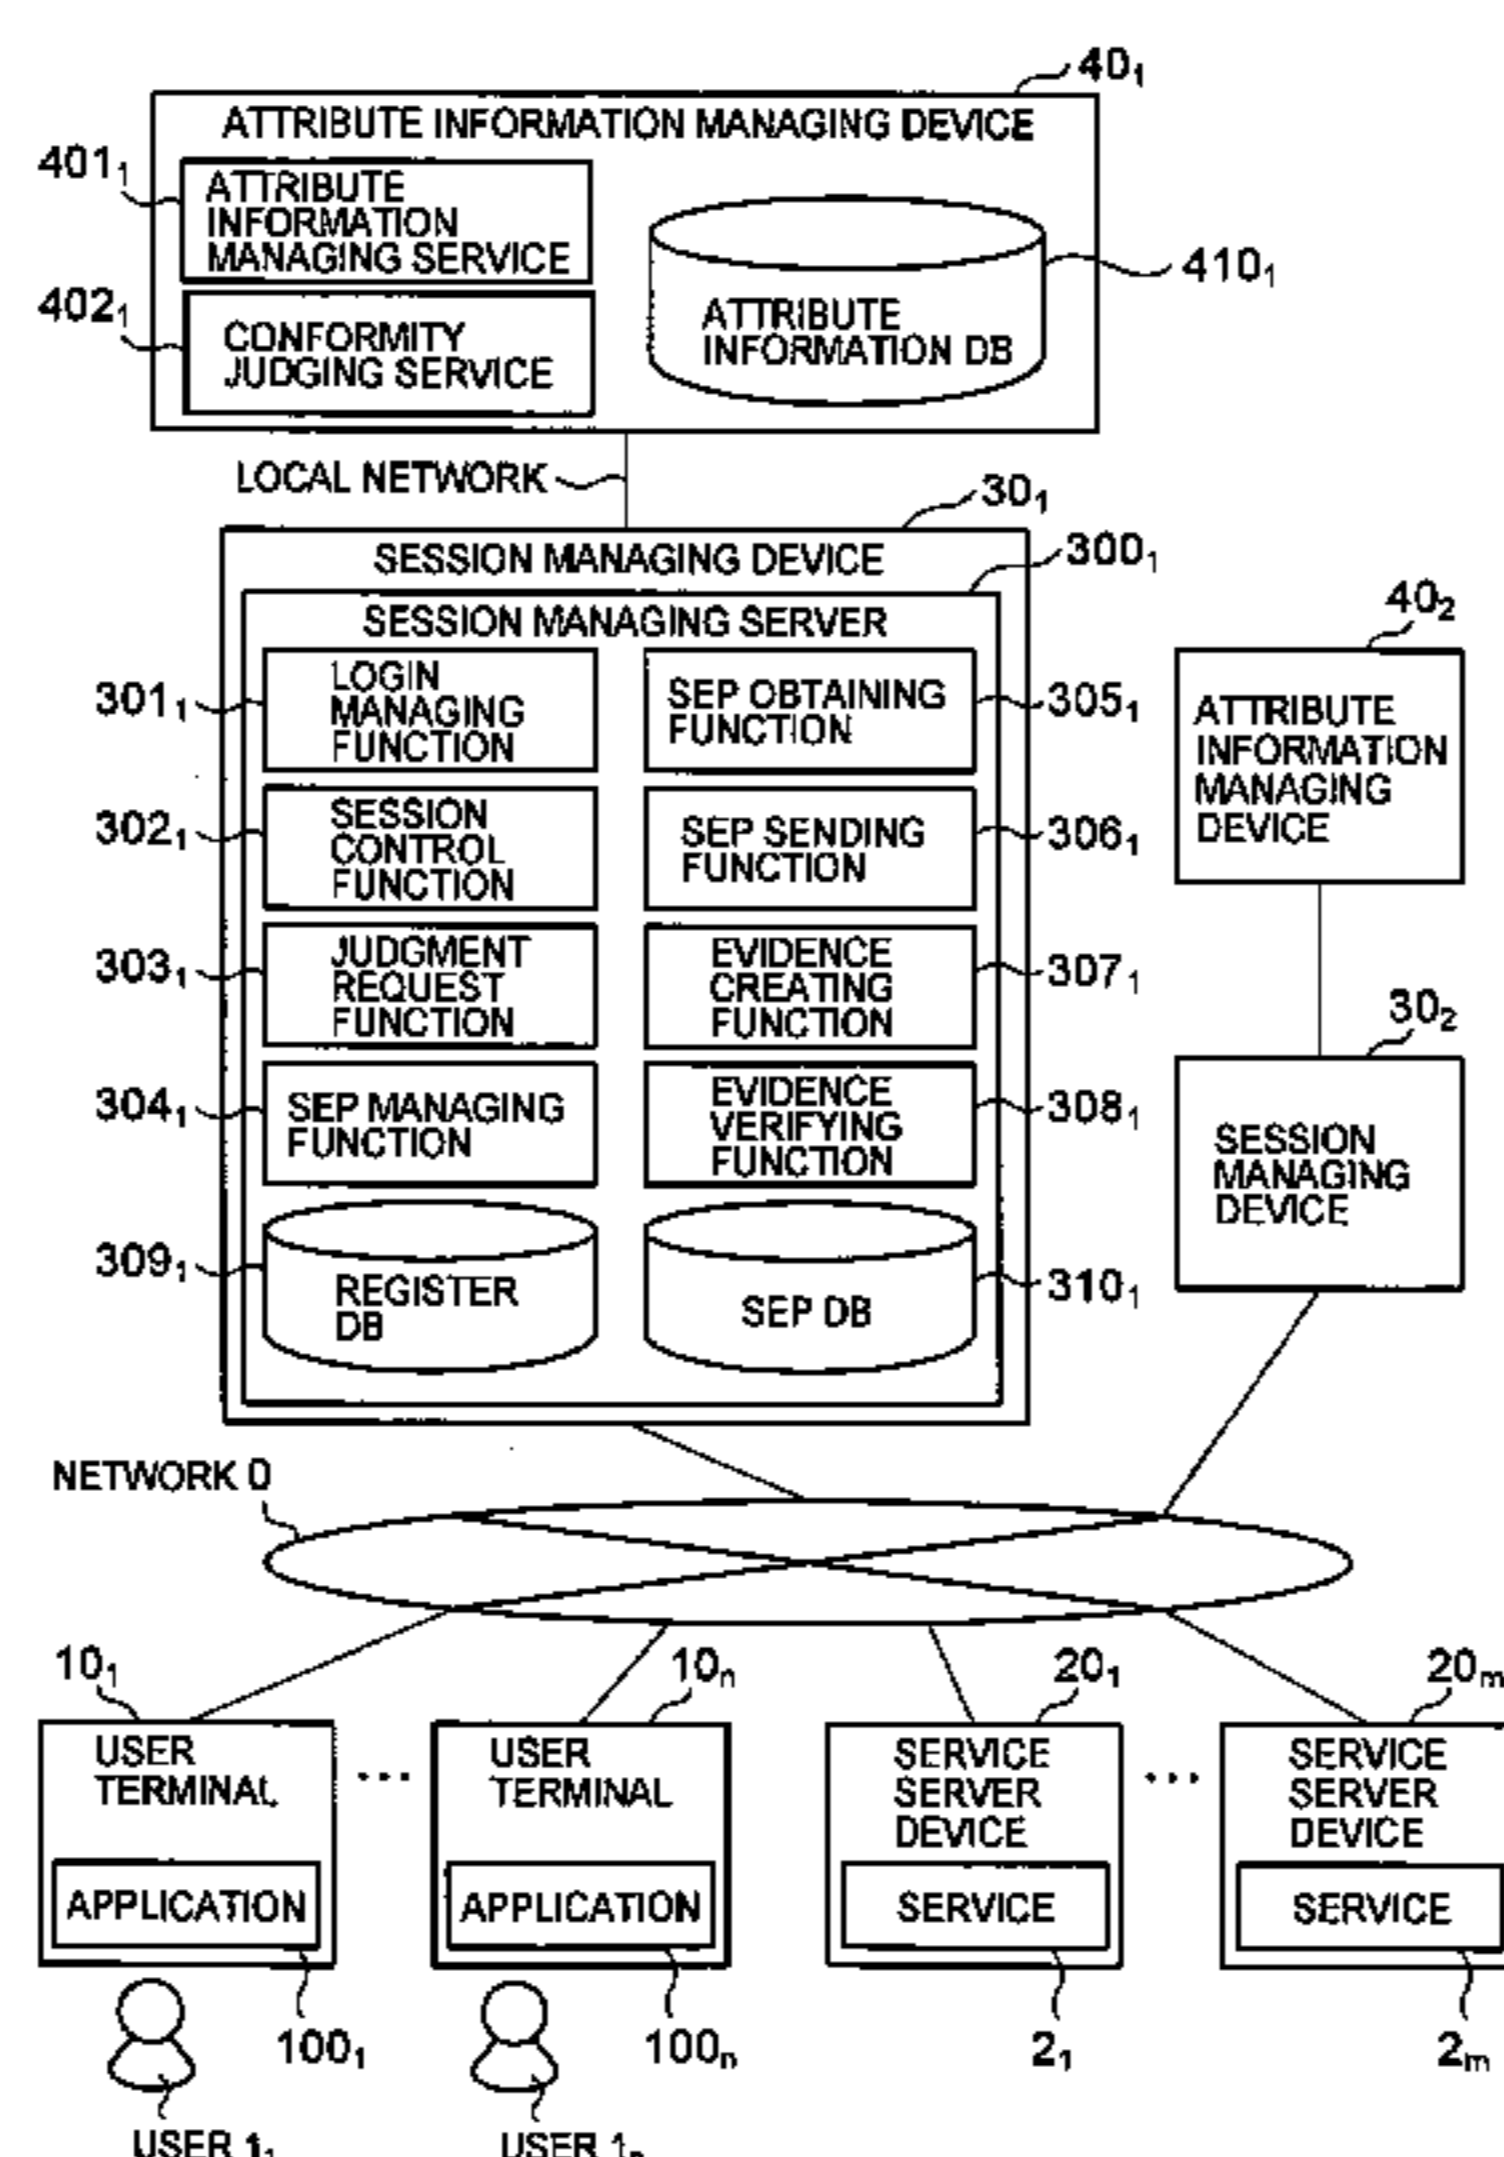 40₁
ATTRIBUTE INFORMATION MANAGING DEVICE
401₁
ATTRIBUTE
INFORMATION
MANAGING SERVICE
402₁
CONFORMITY
JUDGING SERVICE
ATTRIBUTE
INFORMATION DB
410₁
LOCAL NETWORK
30₁
SESSION MANAGING DEVICE
300₁
SESSION MANAGING SERVER
301₁
LOGIN
MANAGING
FUNCTION
SEP OBTAINING
FUNCTION
305₁
302₁
SESSION
CONTROL
FUNCTION
SEP SENDING
FUNCTION
306₁
303₁
JUDGMENT
REQUEST
FUNCTION
EVIDENCE
CREATING
FUNCTION
307₁
304₁
SEP MANAGING
FUNCTION
EVIDENCE
VERIFYING
FUNCTION
308₁
309₁
REGISTER
DB
SEP DB
310₁
40₂
ATTRIBUTE
INFORMATION
MANAGING
DEVICE
30₂
SESSION
MANAGING
DEVICE
NETWORK 0
10₁
USER
TERMINAL
APPLICATION
100₁
USER 1₁
...
10ₙ
USER
TERMINAL
APPLICATION
100ₙ
USER 1ₙ
20₁
SERVICE
SERVER
DEVICE
SERVICE
2₁
...
20ₘ
SERVICE
SERVER
DEVICE
SERVICE
2ₘ